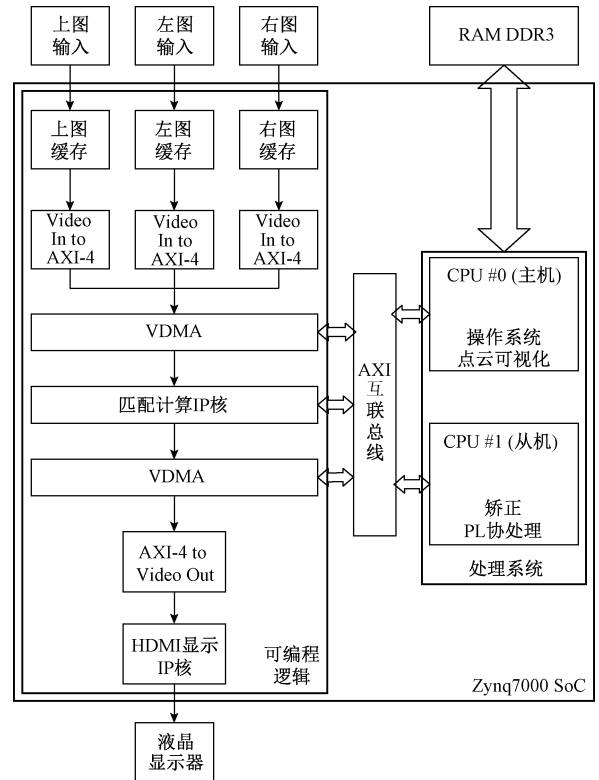 上图
输入
左图
输入
右图
输入
RAM DDR3
上图
缓存
左图
缓存
右图
缓存
Video
In to
AXI-4
Video
In to
AXI-4
Video
In to
AXI-4
VDMA
匹配计算IP核
VDMA
AXI-4 to
Video Out
HDMI显示
IP核
可编程
逻辑
AXI
互
联
总
线
CPU #0 (主机)
操作系统
点云可视化
CPU #1 (从机)
矫正
PL协处理
处理系统
Zynq7000 SoC
液晶
显示器